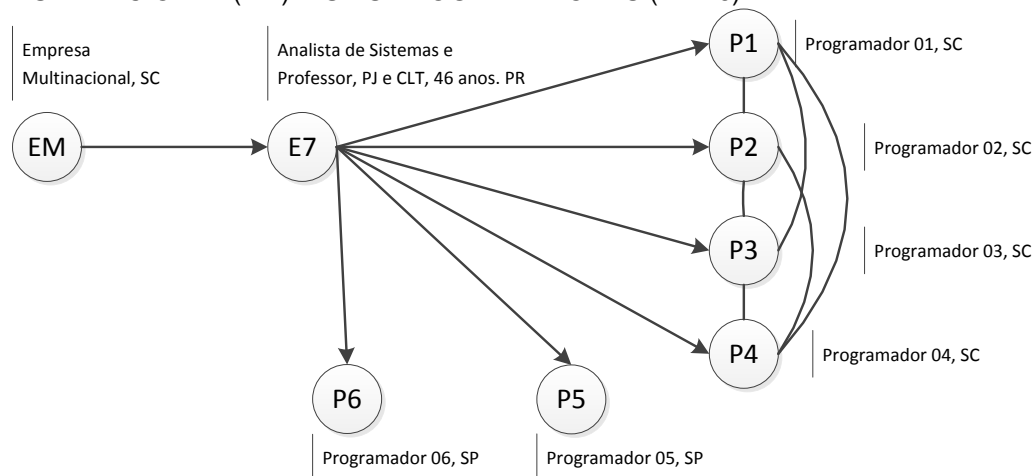 Empresa
Multinacional, SC
Analista de Sistemas e
Professor, PJ e CLT, 46 anos. PR
P1
Programador 01, SC
EM
E7
P2
Programador 02, SC
P3
Programador 03, SC
P4
Programador 04, SC
P6
P5
Programador 06, SP
Programador 05, SP